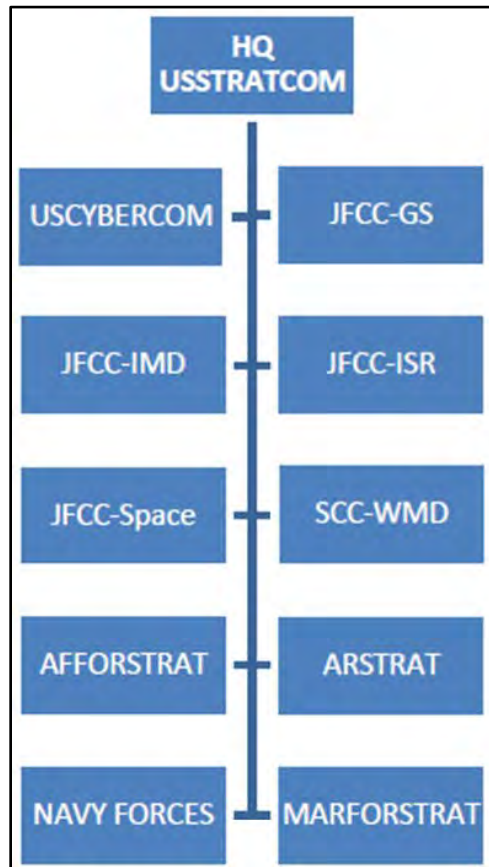 HQ
USSTRATCOM
USCYBERCOM
JFCC-GS
JFCC-IMD
JFCC-ISR
JFCC-Space
SCC-WMD
AFFORSTRAT
ARSTRAT
NAVY FORCES
MARFORSTRAT